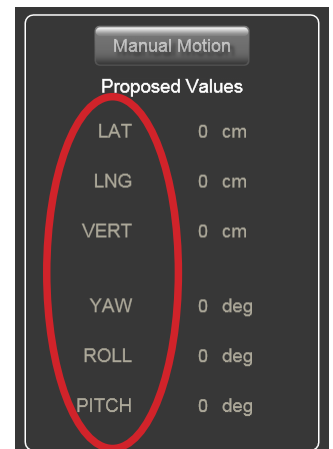 Manual Motion
Proposed Values
LAT 0 cm
LNG 0 cm
VERT 0 cm
YAW 0 deg
ROLL 0 deg
PITCH 0 deg